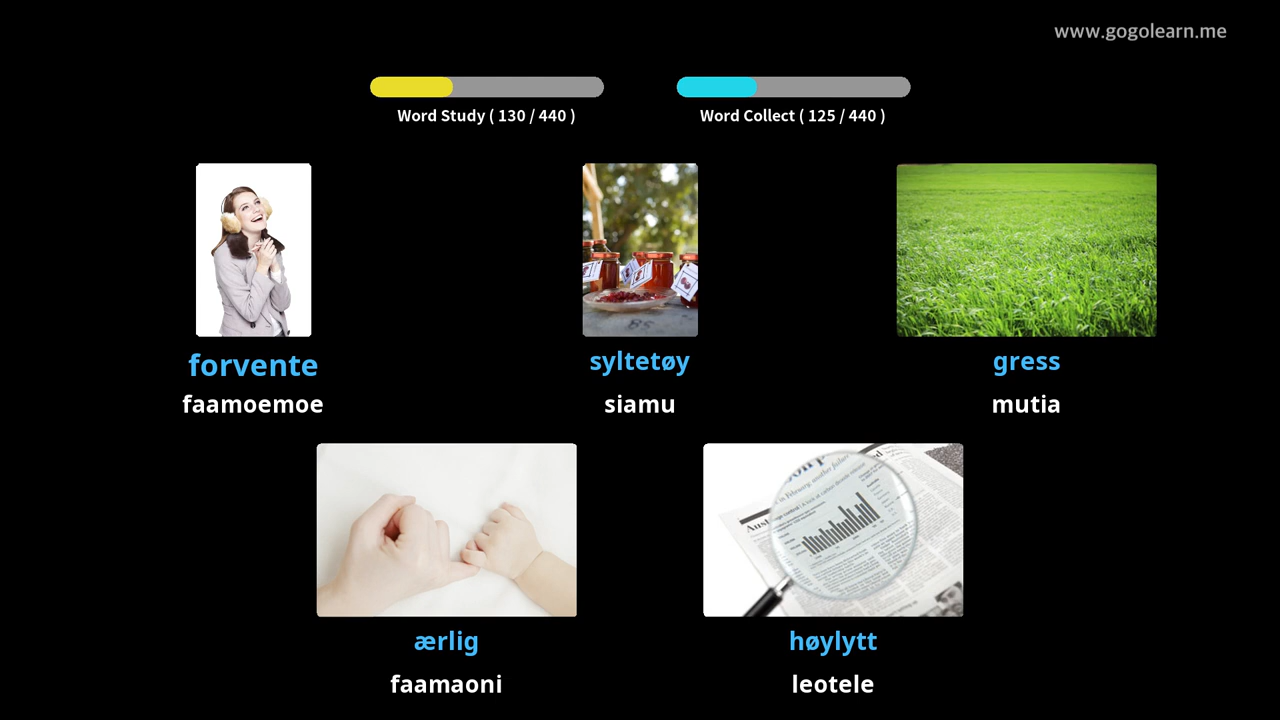 www.gogolearn.me
Word Study ( 130 / 440 )
Word Collect ( 125 / 440 )
forvente
faamoemoe
syltetøy
siamu
gress
mutia
ærlig
faamaoni
høylytt
leotele